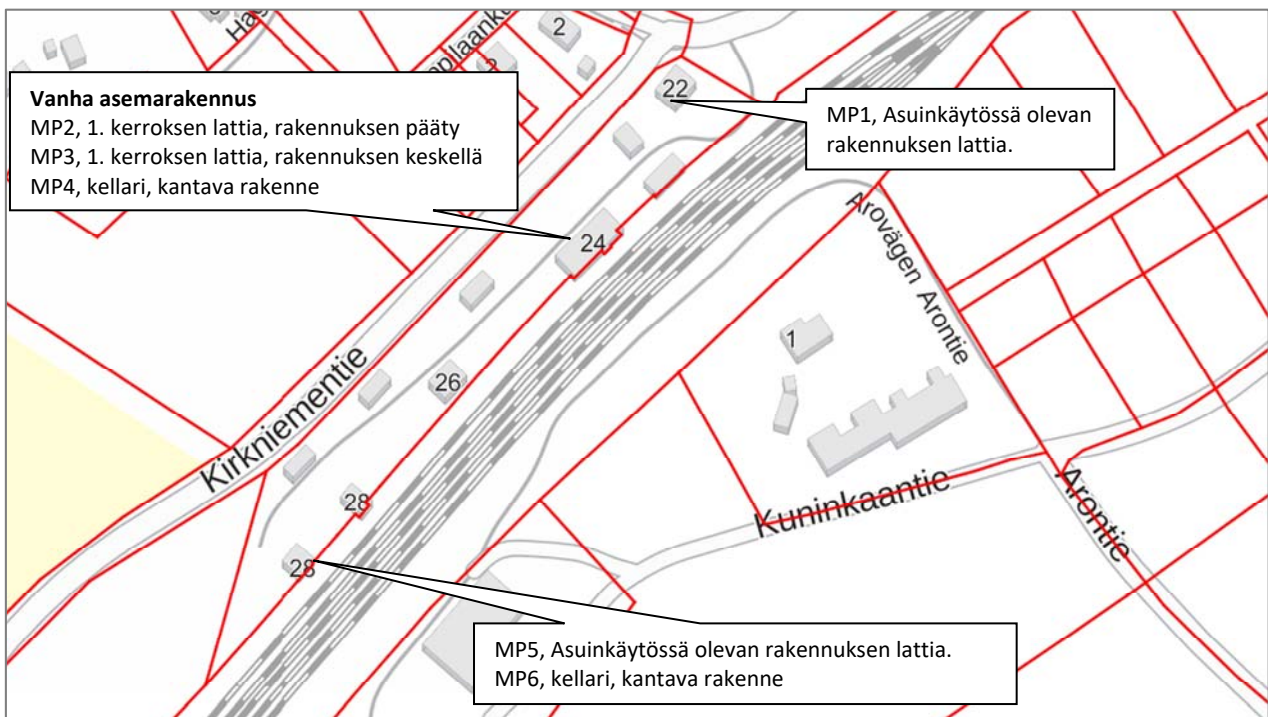 2
22
Vanha asemarakennus
MP2, 1. kerroksen lattia, rakennuksen pääty
MP3, 1. kerroksen lattia, rakennuksen keskellä
MP4, kellari, kantava rakenne
MP1, Asuinkäytössä olevan
rakennuksen lattia.
24
Arovägen Arontie
1
26
Kirkniementie
28
Kuninkaantie
Arontie
28
MP5, Asuinkäytössä olevan rakennuksen lattia.
MP6, kellari, kantava rakenne